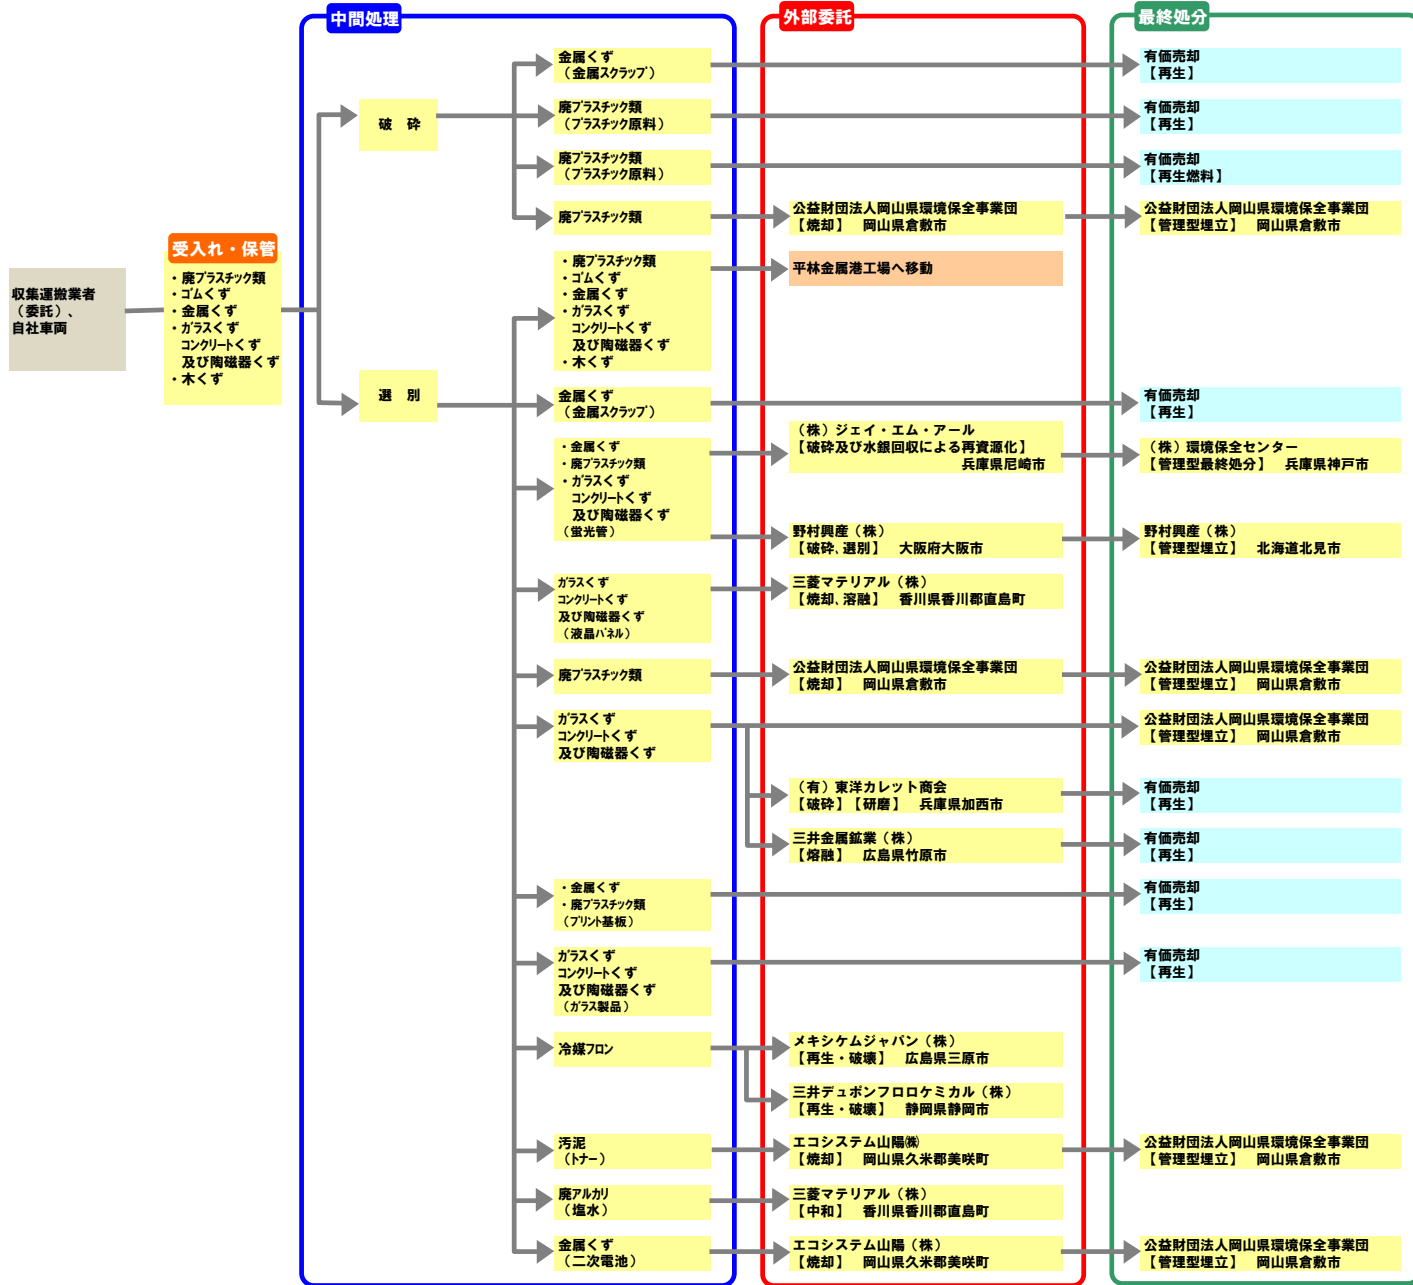 中間処理
外部委託
最終処分
収集運搬業者
（委託）、
自社車両
受入れ・保管
・廃プラスチック類
・ゴムくず
・金属くず
・ガラスくず
コンクリートくず
及び陶磁器くず
・木くず
破　砕
選　別
金属くず
（金属スクラップ）
有価売却
【再生】
廃プラスチック類
（プラスチック原料）
有価売却
【再生】
廃プラスチック類
（プラスチック原料）
有価売却
【再生燃料】
廃プラスチック類
公益財団法人岡山県環境保全事業団
【焼却】　岡山県倉敷市
公益財団法人岡山県環境保全事業団
【管理型埋立】　岡山県倉敷市
・廃プラスチック類
・ゴムくず
・金属くず
・ガラスくず
コンクリートくず
及び陶磁器くず
・木くず
平林金属港工場へ移動
金属くず
（金属スクラップ）
有価売却
【再生】
・金属くず
・廃プラスチック類
・ガラスくず
コンクリートくず
及び陶磁器くず
（蛍光管）
（株）ジェイ・エム・アール
【破砕及び水銀回収による再資源化】
兵庫県尼崎市
（株）環境保全センター
【管理型最終処分】　兵庫県神戸市
野村興産（株）
【破砕、選別】　大阪府大阪市
野村興産（株）
【管理型埋立】　北海道北見市
ガラスくず
コンクリートくず
及び陶磁器くず
（液晶パネル）
三菱マテリアル（株）
【焼却、溶融】　香川県香川郡直島町
廃プラスチック類
公益財団法人岡山県環境保全事業団
【焼却】　岡山県倉敷市
公益財団法人岡山県環境保全事業団
【管理型埋立】　岡山県倉敷市
ガラスくず
コンクリートくず
及び陶磁器くず
公益財団法人岡山県環境保全事業団
【管理型埋立】　岡山県倉敷市
（有）東洋カレット商会
【破砕】【研磨】　兵庫県加西市
有価売却
【再生】
三井金属鉱業（株）
【熔融】　広島県竹原市
有価売却
【再生】
・金属くず
・廃プラスチック類
（プリント基板）
有価売却
【再生】
ガラスくず
コンクリートくず
及び陶磁器くず
（ガラス製品）
有価売却
【再生】
冷媒フロン
メキシケムジャパン（株）
【再生・破壊】　広島県三原市
三井デュポンフロロケミカル（株）
【再生・破壊】　静岡県静岡市
汚泥
（トナー）
エコシステム山陽㈱
【焼却】　岡山県久米郡美咲町
公益財団法人岡山県環境保全事業団
【管理型埋立】　岡山県倉敷市
廃アルカリ
（塩水）
三菱マテリアル（株）
【中和】　香川県香川郡直島町
金属くず
（二次電池）
エコシステム山陽（株）
【焼却】　岡山県久米郡美咲町
公益財団法人岡山県環境保全事業団
【管理型埋立】　岡山県倉敷市